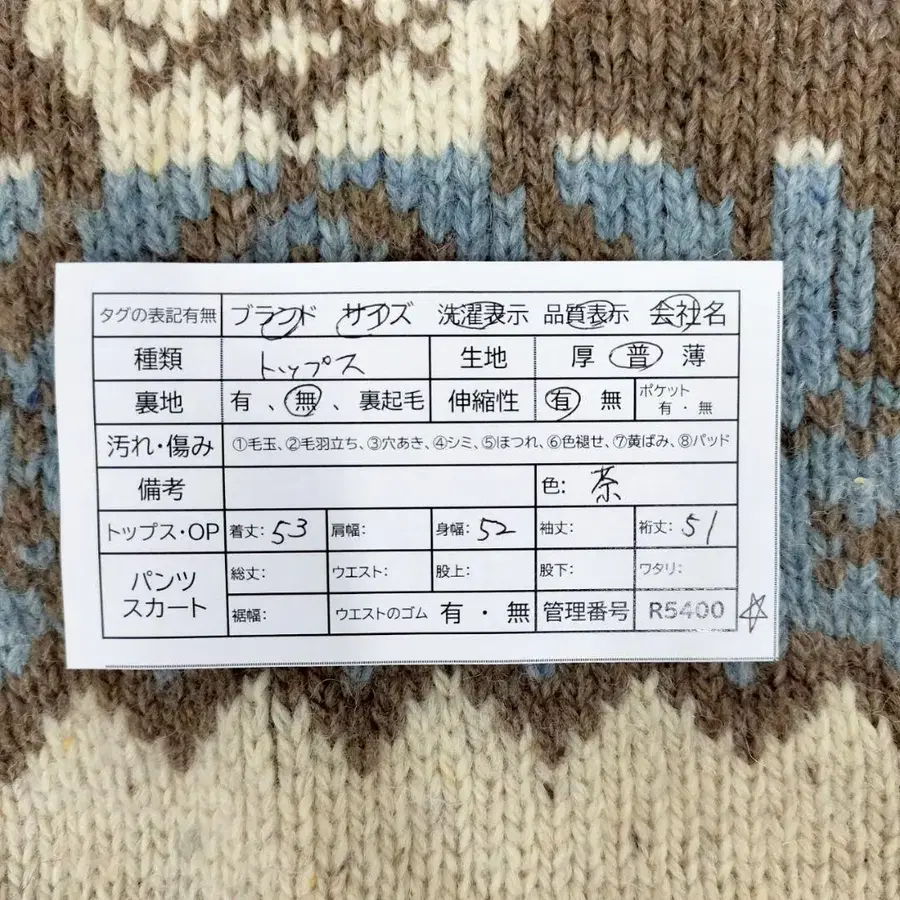 タグの表記有無 ブランド サイズ 洗濯表示 品質表示 会社名
種類 トップス 生地 厚 普 薄
裏地 有 、 無 、 裏起毛 伸縮性 有 無 ポケット 有 ・ 無
汚れ・傷み ①毛玉、②毛羽立ち、③穴あき、④シミ、⑤ほつれ、⑥色褪せ、⑦黄ばみ、⑧パッド
備考 色: 茶
トップス・OP 着丈: 53 肩幅: 身幅: 52 袖丈: 裄丈: 51
パンツ スカート 総丈: ウエスト: 股上: 股下: ワタリ:
裾幅: ウエストのゴム 有 ・ 無 管理番号 R5400